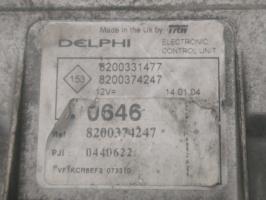 Made in the UK by TRW
DELPHI
ELECTRONIC
CONTROL UNIT
8200331477
153
8200374247
12V=
14.01.04
0646
Ref
8200374247
PJI
0440622